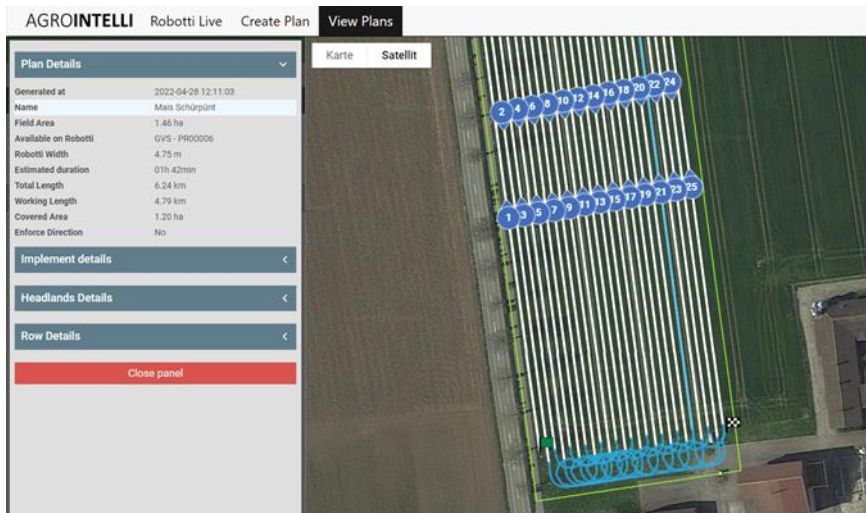 AGROINTELLI Robotti Live Create Plan View Plans
Plan Details
Generated at 2022-04-28 12:11:03
Name Mais Schürpünt
Field Area 1.46 ha
Available on Robotti GVS - PR00006
Robotti Width 4.75 m
Estimated duration 01h 42min
Total Length 6.24 km
Working Length 4.79 km
Covered Area 1.20 ha
Enforce Direction No
Implement details
Headlands Details
Row Details
Close panel
Karte Satellit
2 4 6 8 10 12 14 16 18 20 22 24
1 3 5 7 9 11 13 15 17 19 21 23 25